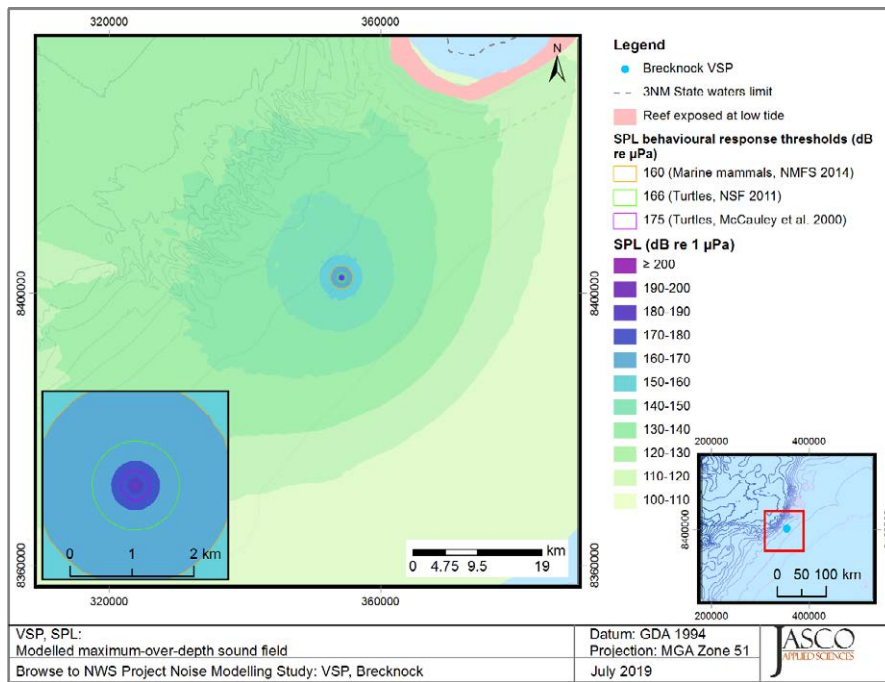 320000
360000
N
8400000
8400000
0
1
2 km
km
0 4.75 9.5 19
8360000
8360000
320000
360000
Legend
Brecknock VSP
3NM State waters limit
Reef exposed at low tide
SPL behavioural response thresholds (dB
re µPa)
160 (Marine mammals, NMFS 2014)
166 (Turtles, NSF 2011)
175 (Turtles, McCauley et al. 2000)
SPL (dB re 1 µPa)
≥ 200
190-200
180-190
170-180
160-170
150-160
140-150
130-140
120-130
110-120
100-110
200000
400000
8400000
0 50 100 km
200000
400000
VSP, SPL:
Modelled maximum-over-depth sound field
Browse to NWS Project Noise Modelling Study: VSP, Brecknock
Datum: GDA 1994
Projection: MGA Zone 51
July 2019
JASCO
APPLIED SCIENCES